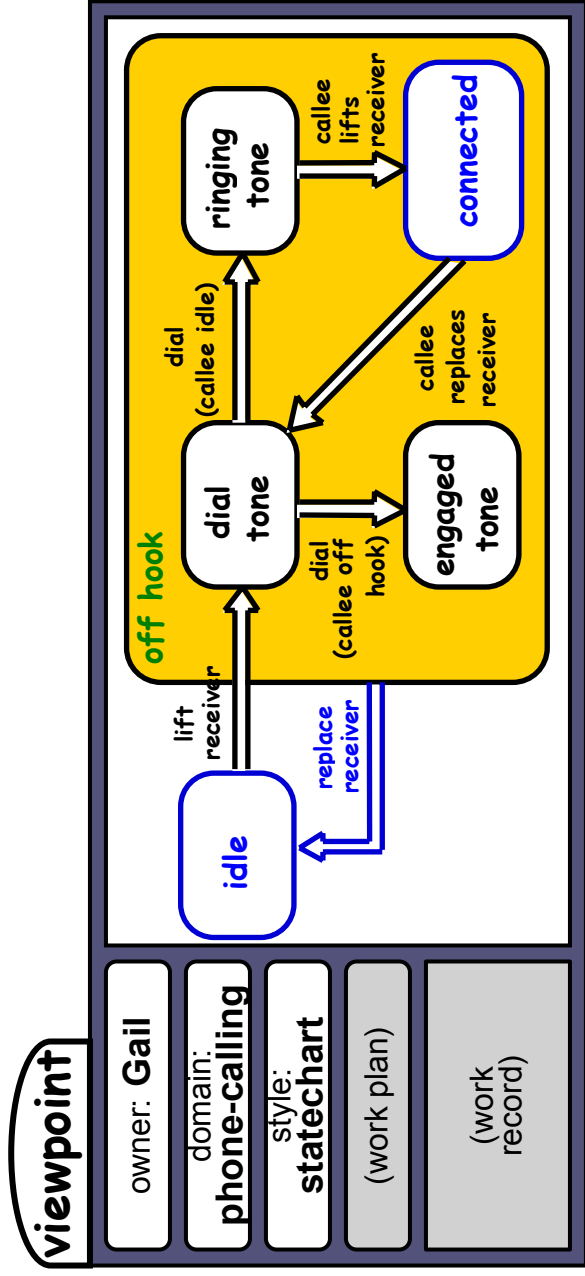 viewpoint
owner: Gail
domain:
phone-calling
style:
statechart
(work plan)
(work
record)
idle
lift
receiver
replace
receiver
off hook
dial
tone
dial
(callee idle)
ringing
tone
dial
(callee off
hook)
engaged
tone
callee
lifts
receiver
connected
callee
replaces
receiver